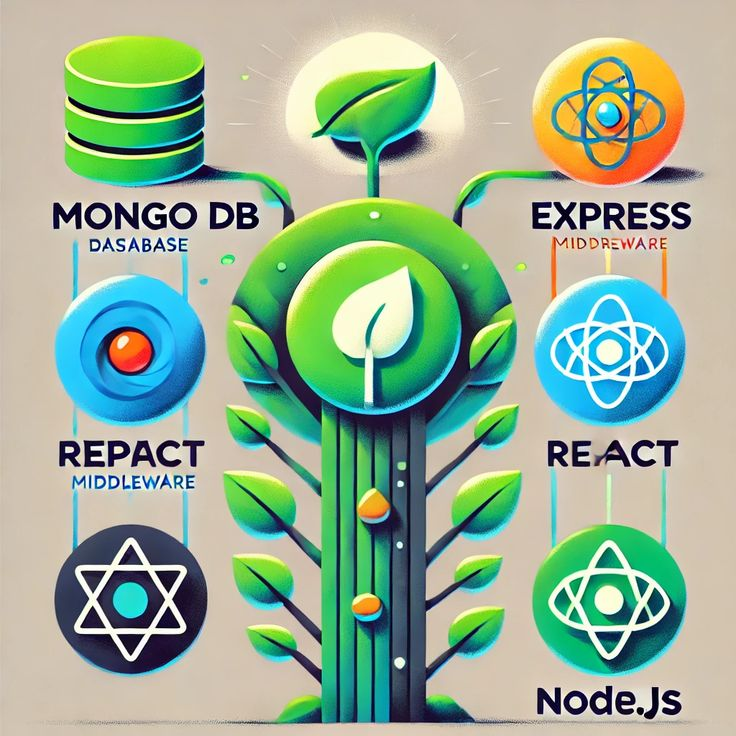 MONGO DB
DASABASE
EXPRESS
MIDDREWARE
REPACT
MIDDLEWARE
REACT
Node.Js